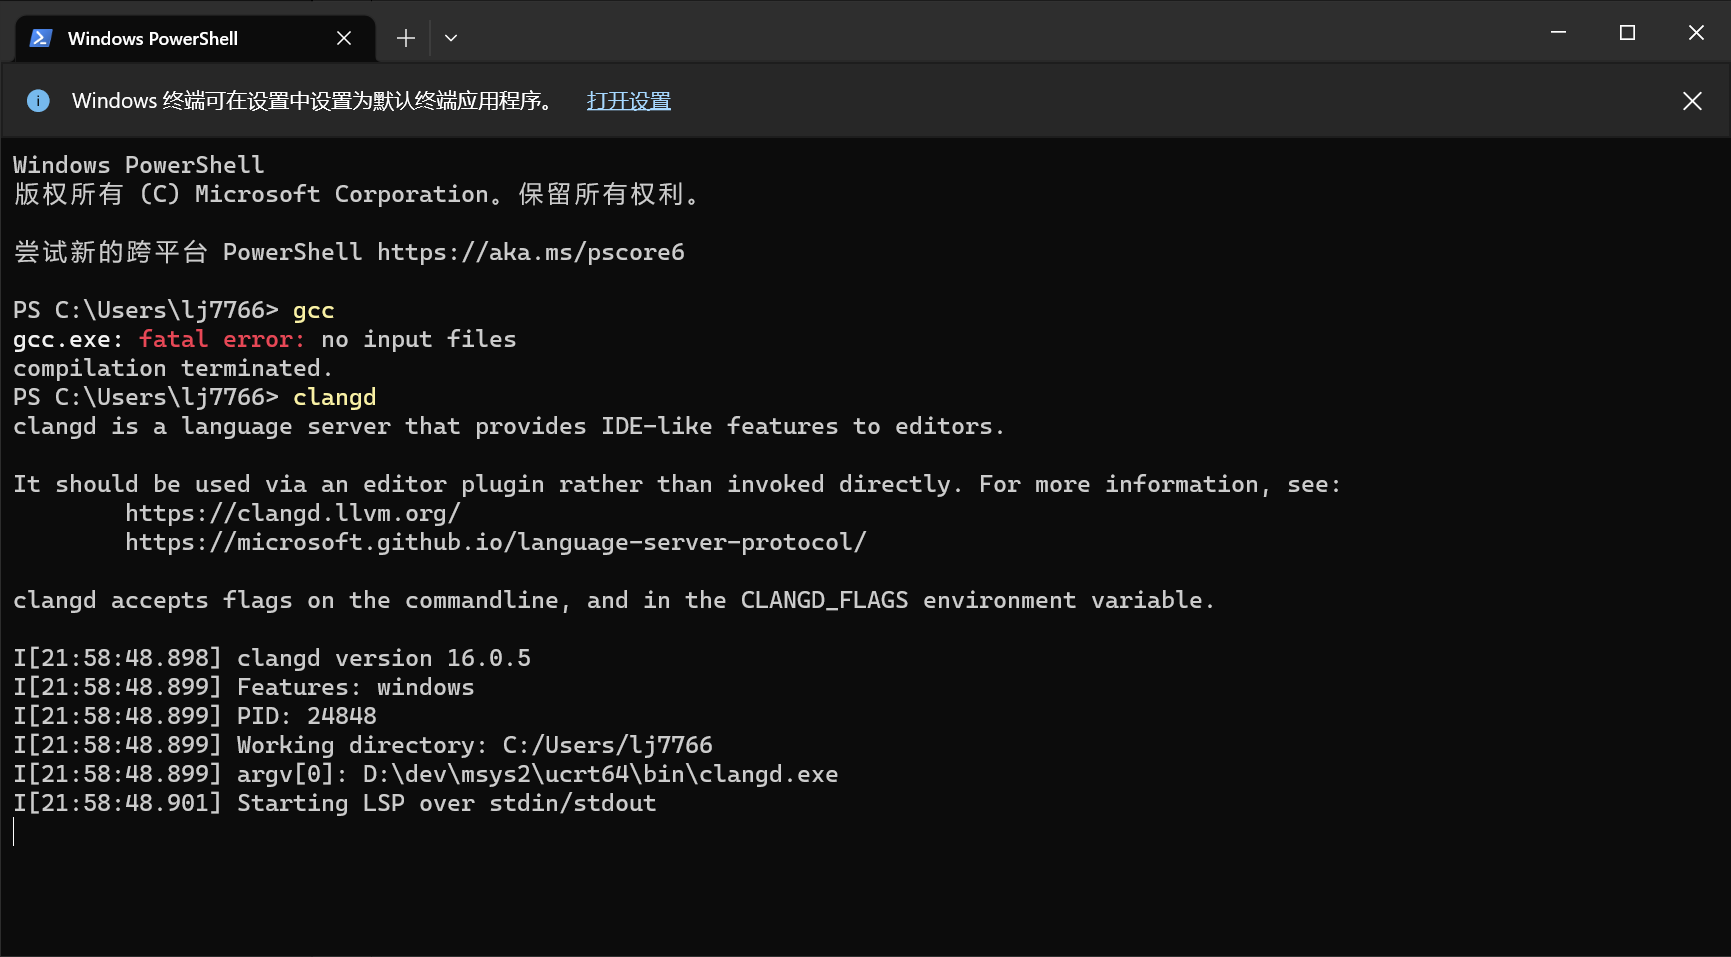 Windows PowerShell
Windows 终端可在设置中设置为默认终端应用程序。 打开设置
Windows PowerShell
版权所有 (C) Microsoft Corporation。保留所有权利。
尝试新的跨平台 PowerShell https://aka.ms/pscore6
PS C:\Users\lj7766> gcc
gcc.exe: fatal error: no input files
compilation terminated.
PS C:\Users\lj7766> clangd
clangd is a language server that provides IDE-like features to editors.
It should be used via an editor plugin rather than invoked directly. For more information, see:
https://clangd.llvm.org/
https://microsoft.github.io/language-server-protocol/
clangd accepts flags on the commandline, and in the CLANGD_FLAGS environment variable.
I[21:58:48.898] clangd version 16.0.5
I[21:58:48.899] Features: windows
I[21:58:48.899] PID: 24848
I[21:58:48.899] Working directory: C:/Users/lj7766
I[21:58:48.899] argv[0]: D:\dev\msys2\ucrt64\bin\clangd.exe
I[21:58:48.901] Starting LSP over stdin/stdout